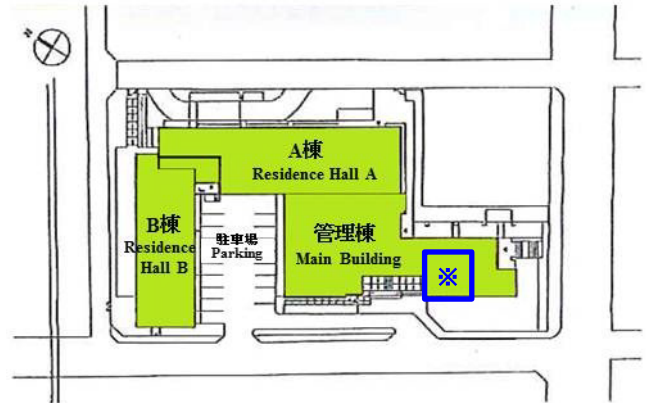 N
A棟
Residence Hall A
B棟
Residence
Hall B
駐車場
Parking
管理棟
Main Building
※